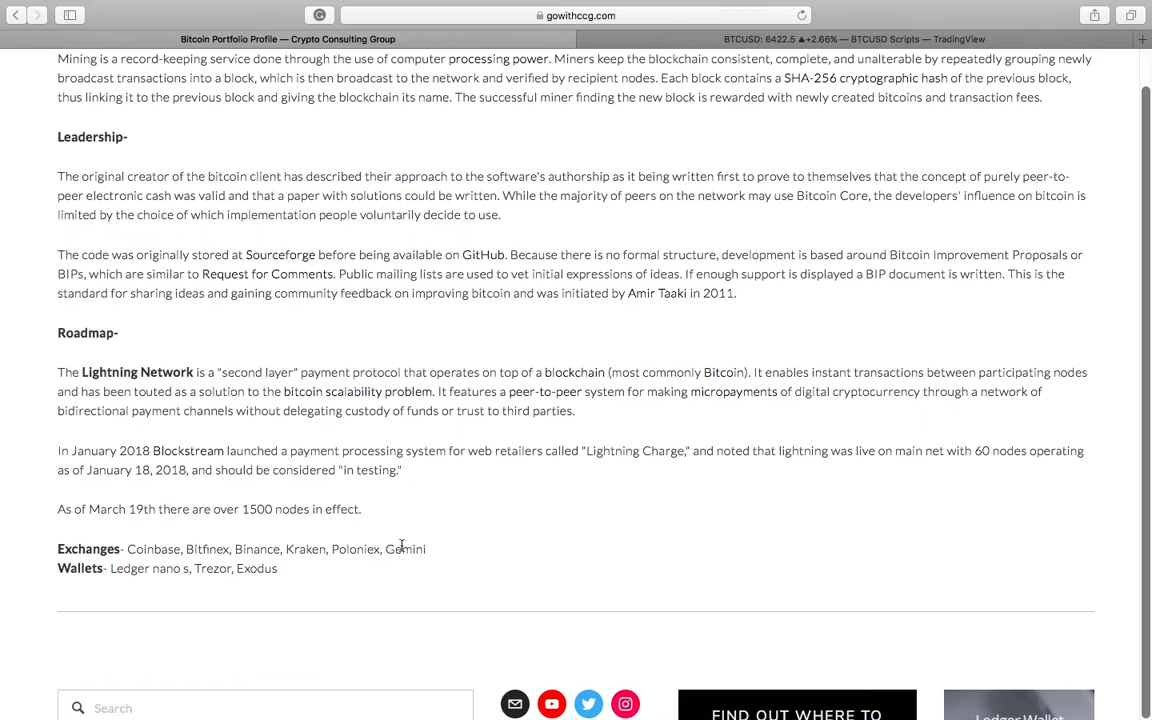 gowithccg.com
Bitcoin Portfolio Profile — Crypto Consulting Group
BTCUSD: 6422.5 ▲+2.66% — BTCUSD Scripts — TradingView
Mining is a record-keeping service done through the use of computer processing power. Miners keep the blockchain consistent, complete, and unalterable by repeatedly grouping newly
broadcast transactions into a block, which is then broadcast to the network and verified by recipient nodes. Each block contains a SHA-256 cryptographic hash of the previous block,
thus linking it to the previous block and giving the blockchain its name. The successful miner finding the new block is rewarded with newly created bitcoins and transaction fees.
Leadership-
The original creator of the bitcoin client has described their approach to the software's authorship as it being written first to prove to themselves that the concept of purely peer-to-
peer electronic cash was valid and that a paper with solutions could be written. While the majority of peers on the network may use Bitcoin Core, the developers' influence on bitcoin is
limited by the choice of which implementation people voluntarily decide to use.
The code was originally stored at Sourceforge before being available on GitHub. Because there is no formal structure, development is based around Bitcoin Improvement Proposals or
BIPs, which are similar to Request for Comments. Public mailing lists are used to vet initial expressions of ideas. If enough support is displayed a BIP document is written. This is the
standard for sharing ideas and gaining community feedback on improving bitcoin and was initiated by Amir Taaki in 2011.
Roadmap-
The Lightning Network is a "second layer" payment protocol that operates on top of a blockchain (most commonly Bitcoin). It enables instant transactions between participating nodes
and has been touted as a solution to the bitcoin scalability problem. It features a peer-to-peer system for making micropayments of digital cryptocurrency through a network of
bidirectional payment channels without delegating custody of funds or trust to third parties.
In January 2018 Blockstream launched a payment processing system for web retailers called "Lightning Charge," and noted that lightning was live on main net with 60 nodes operating
as of January 18, 2018, and should be considered "in testing."
As of March 19th there are over 1500 nodes in effect.
Exchanges- Coinbase, Bitfinex, Binance, Kraken, Poloniex, Gemini
Wallets- Ledger nano s, Trezor, Exodus
Search
FIND OUT WHERE TO
Ledger Wallet